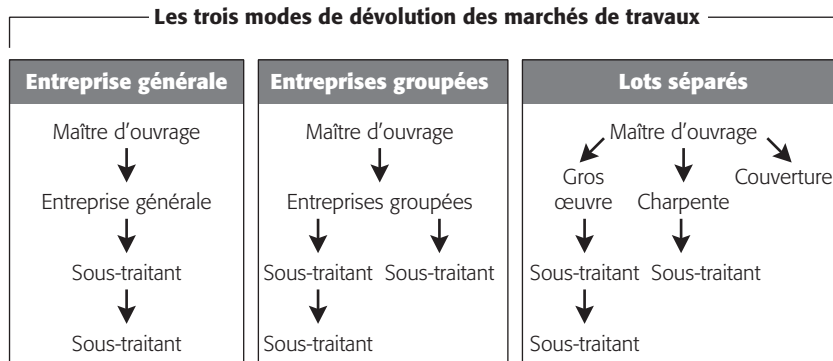 Les trois modes de dévolution des marchés de travaux
Entreprise générale
Maître d'ouvrage
Entreprise générale
Sous-traitant
Sous-traitant
Entreprises groupées
Maître d'ouvrage
Entreprises groupées
Sous-traitant Sous-traitant
Sous-traitant
Lots séparés
Maître d'ouvrage
Gros
œuvre
Charpente
Couverture
Sous-traitant Sous-traitant
Sous-traitant